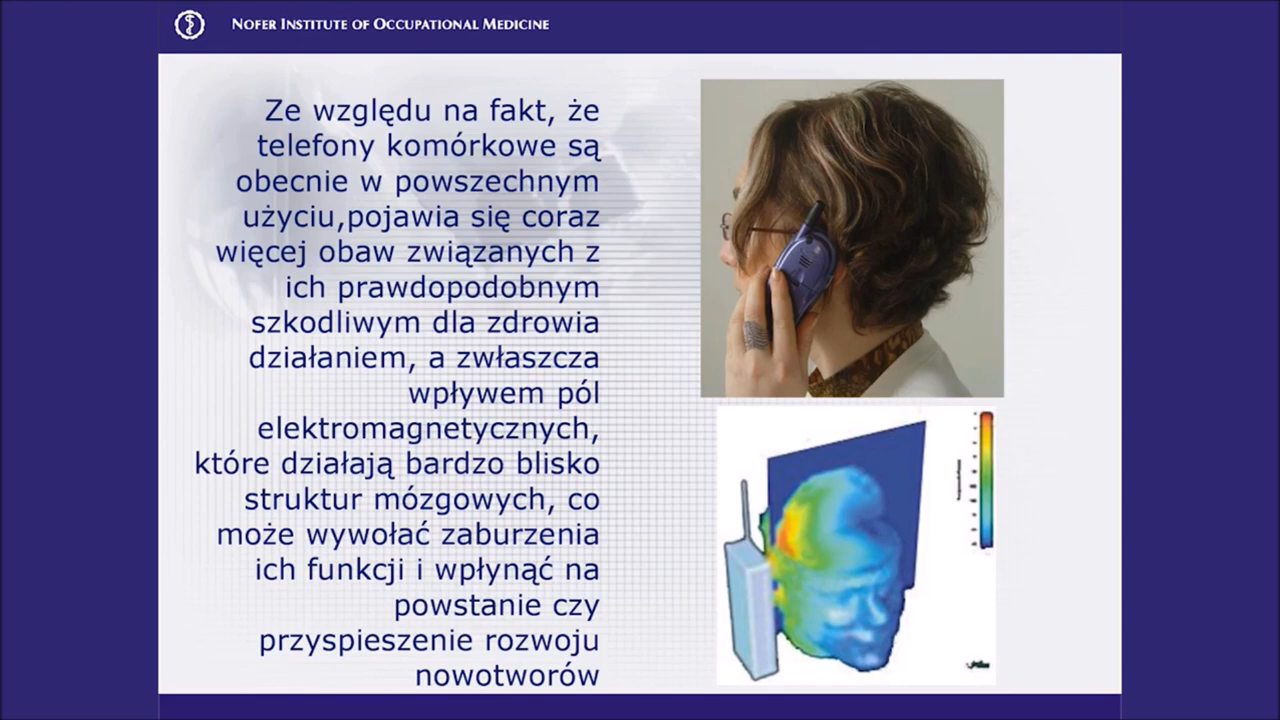 NOFER INSTITUTE OF OCCUPATIONAL MEDICINE
Ze względu na fakt, że
telefony komórkowe są
obecnie w powszechnym
użyciu,pojawia się coraz
więcej obaw związanych z
ich prawdopodobnym
szkodliwym dla zdrowia
działaniem, a zwłaszcza
wpływem pól
elektromagnetycznych,
które działają bardzo blisko
struktur mózgowych, co
może wywołać zaburzenia
ich funkcji i wpłynąć na
powstanie czy
przyspieszenie rozwoju
nowotworów